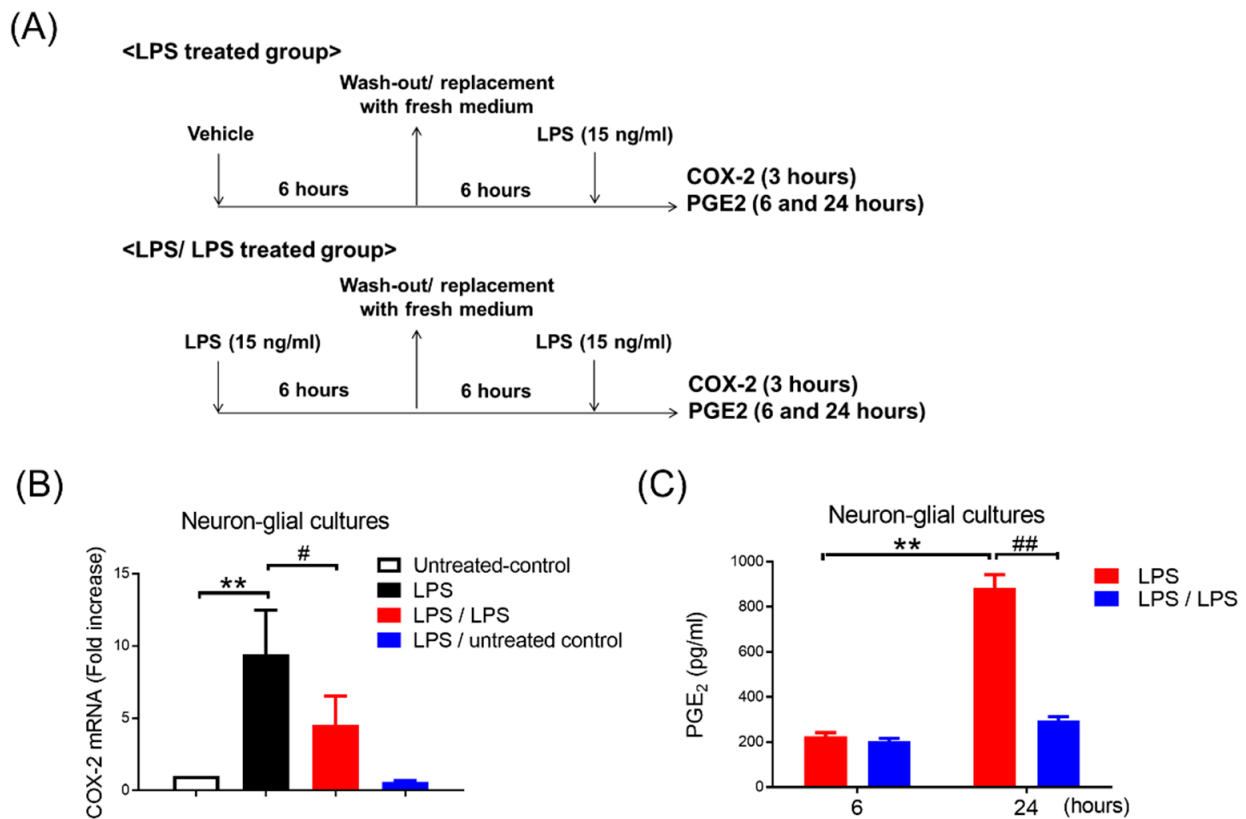 (A)
<LPS treated group>
Wash-out/ replacement
with fresh medium
Vehicle
LPS (15 ng/ml)
6 hours
6 hours
COX-2 (3 hours)
PGE2 (6 and 24 hours)
<LPS/ LPS treated group>
Wash-out/ replacement
with fresh medium
LPS (15 ng/ml)
LPS (15 ng/ml)
6 hours
6 hours
COX-2 (3 hours)
PGE2 (6 and 24 hours)
(B)
Neuron-glial cultures
COX-2 mRNA (Fold increase)
15
10
5
0
**
#
Untreated-control
LPS
LPS / LPS
LPS / untreated control
(C)
Neuron-glial cultures
PGE2 (pg/ml)
1000
800
600
400
200
0
**
##
LPS
LPS / LPS
6
24
(hours)